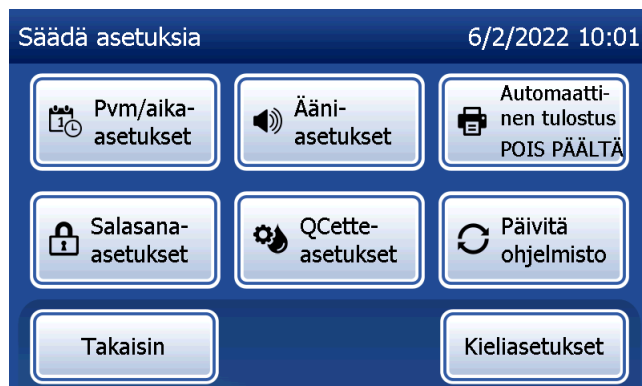 Säädä asetuksia 6/2/2022 10:01
Pvm/aika-
asetukset
Ääni-
asetukset
Automaatti-
nen tulostus
POIS PÄÄLTÄ
Salasana-
asetukset
QCette-
asetukset
Päivitä
ohjelmisto
Takaisin
Kieliasetukset